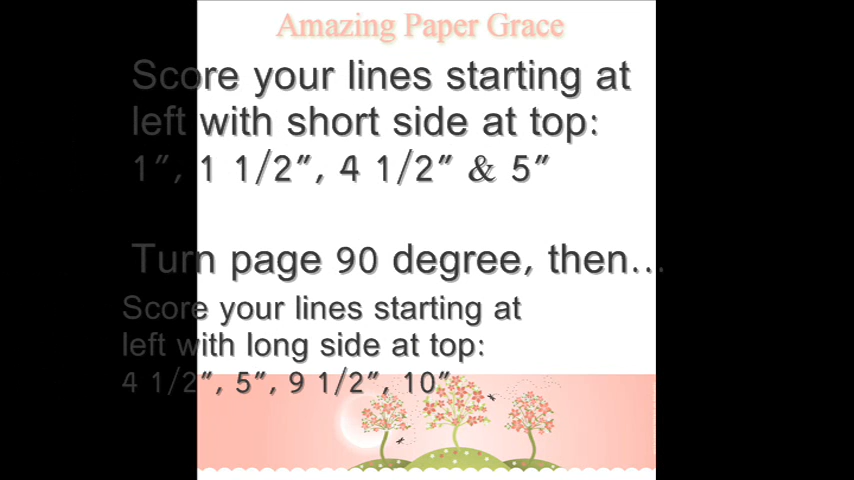 Amazing Paper Grace
Score your lines starting at
left with short side at top:
1”, 1 1/2”, 4 1/2” & 5”
Turn page 90 degree, then...
Score your lines starting at
left with long side at top:
4 1/2”, 5”, 9 1/2”, 10”